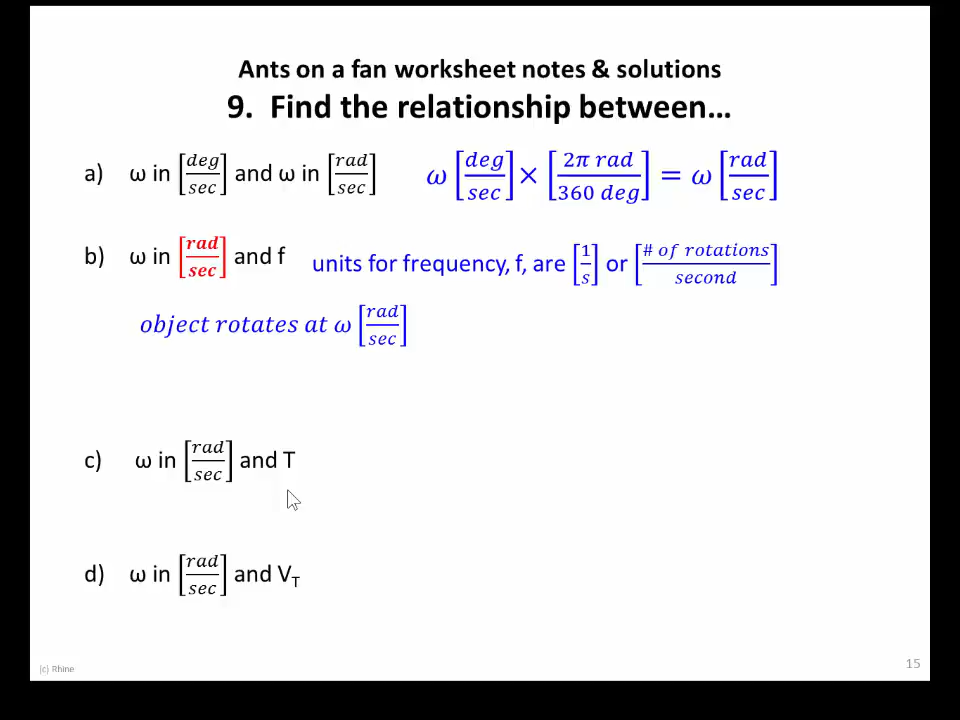 Ants on a fan worksheet notes & solutions
9. Find the relationship between...
a) ω in [deg/sec] and ω in [rad/sec] ω [deg/sec] × [2π rad/360 deg] = ω [rad/sec]
b) ω in [rad/sec] and f units for frequency, f, are [1/s] or [# of rotations/second]
object rotates at ω [rad/sec]
c) ω in [rad/sec] and T
d) ω in [rad/sec] and V_T
(c) Rhine
15